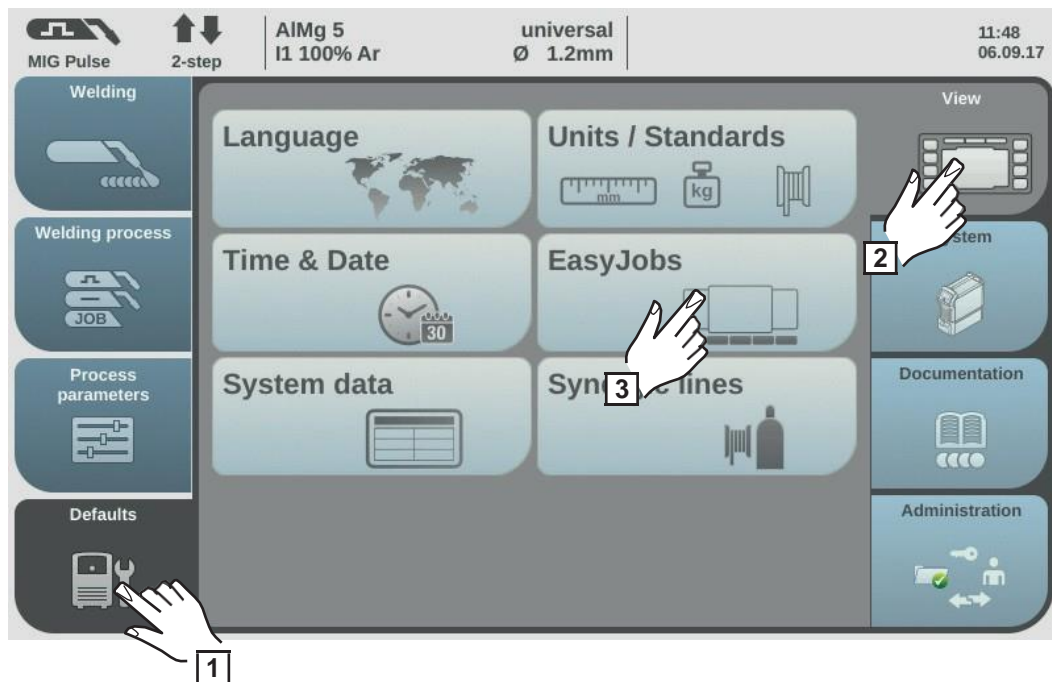 AlMg 5
universal
11:48
MIG Pulse
2-step
I1 100% Ar
Ø 1.2mm
06.09.17
Welding
View
Language
Units / Standards
mm
kg
Welding process
JOB
Time & Date
30
EasyJobs
2
Process
parameters
System data
3
lines
Documentation
Defaults
Administration
1